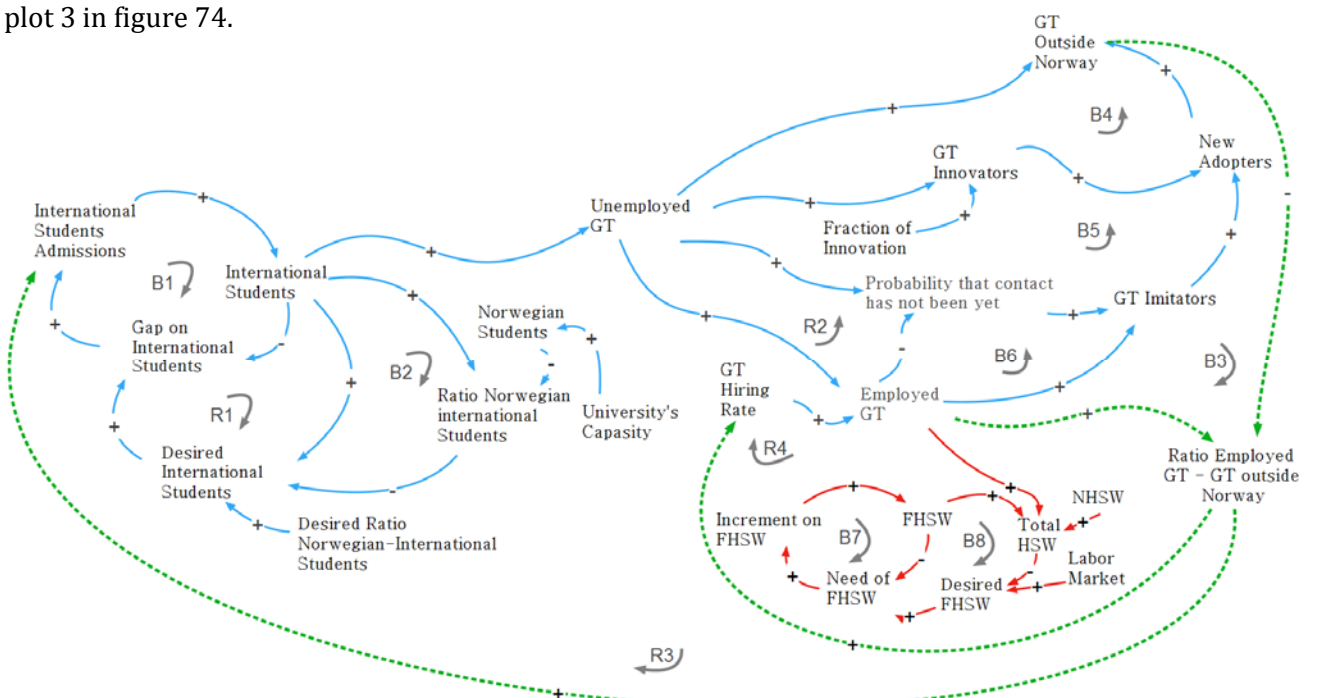 plot 3 in figure 74.
GT
Outside
Norway
+
B4
+
New
Adopters
GT
Innovators
+
-
International
Students
Admissions
+
Unemployed
GT
+
+
Fraction of
Innovation
B5
+
+
B1
International
Students
+
+
Probability that contact
has not been yet
+
GT Imitators
+
Gap on
International
Students
-
Norwegian
Students
+
-
+
R2
-
B6
B3
R1
+
B2
Ratio Norwegian
international
Students
University's
Capasity
GT
Hiring
Rate
+
Employed
GT
+
+
+
Desired
International
Students
-
R4
Ratio Employed
GT - GT outside
Norway
+
Desired Ratio
Norwegian-International
Students
+
Increment on
FHSW
B7
FHSW
+
+
B8
Total
HSW
NHSW
+
+
Need of
FHSW
-
Desired
FHSW
-
+
Labor
Market
+
+
R3
+